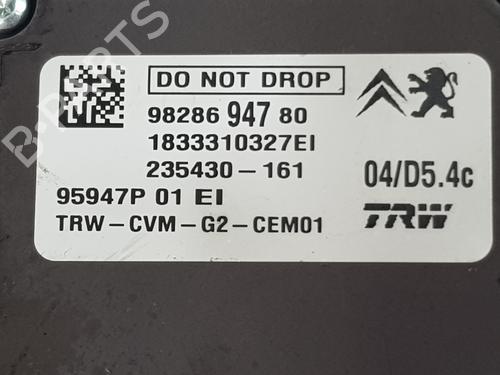 DO NOT DROP
98286 947 80
1833310327EI
235430-161
04/D5.4c
95947P 01 EI
TRW-CVM-G2-CEM01
TRW
B-PARTS